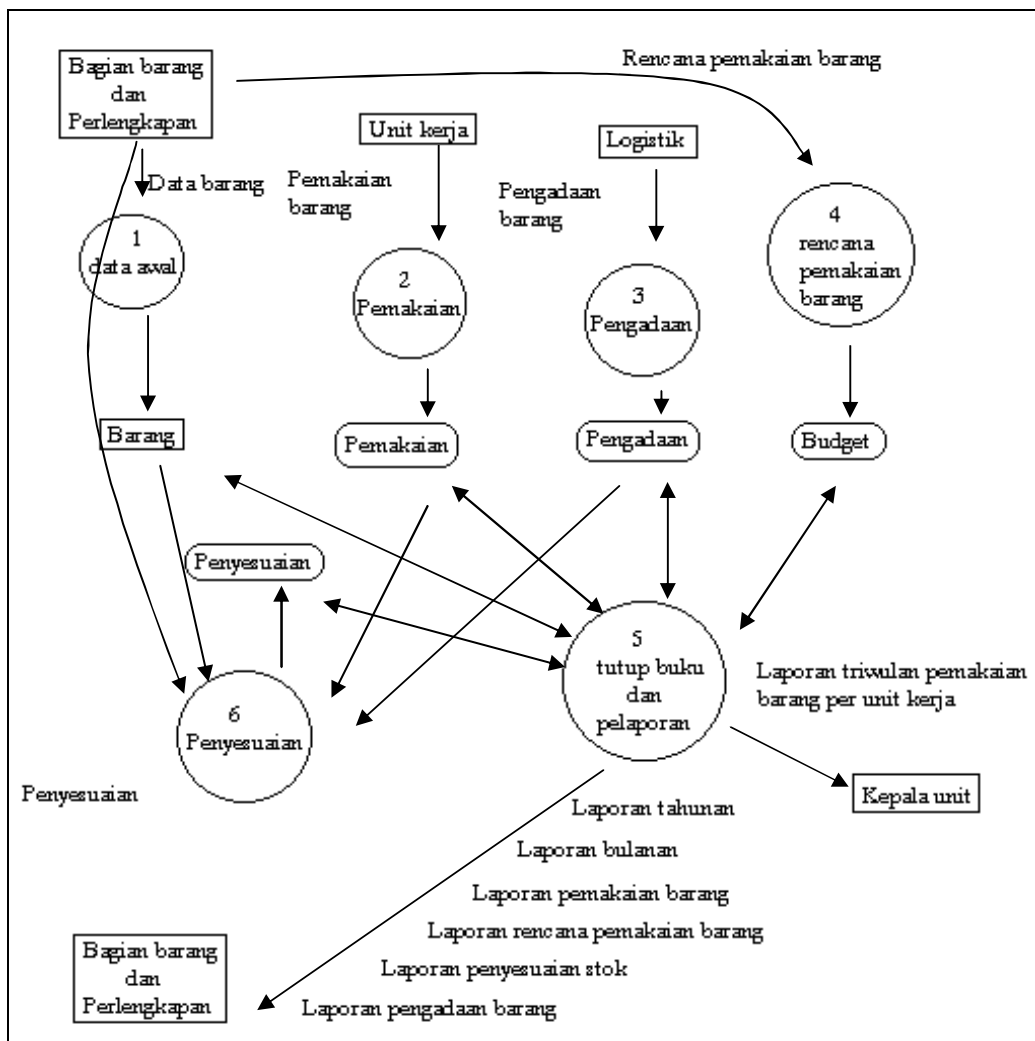 Bagian barang
dan
Perlengkapan
Rencana pemakaian barang
Unit kerja
Logistik
Data barang
Pemakaian
barang
Pengadaan
barang
1
data awal
2
Pemakaian
3
Pengadaan
4
rencana
pemakaian
barang
Barang
Pemakaian
Pengadaan
Budget
Penyesuaian
5
tutup buku
dan
pelaporan
Laporan triwulan pemakaian
barang per unit kerja
6
Penyesuaian
Penyesuaian
Kepala unit
Laporan tahunan
Laporan bulanan
Laporan pemakaian barang
Laporan rencana pemakaian barang
Laporan penyesuaian stok
Laporan pengadaan barang
Bagian barang
dan
Perlengkapan